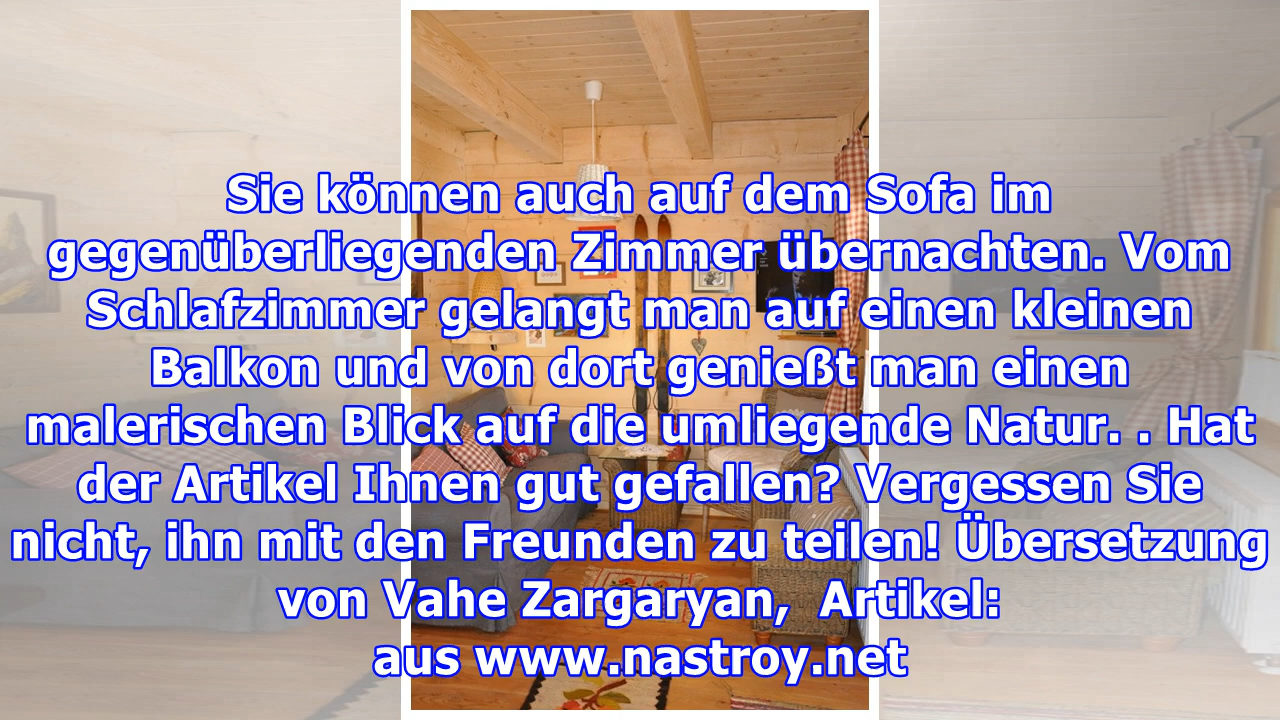 Sie können auch auf dem Sofa im
gegenüberliegenden Zimmer übernachten. Vom
Schlafzimmer gelangt man auf einen kleinen
Balkon und von dort genießt man einen
malerischen Blick auf die umliegende Natur. . Hat
der Artikel Ihnen gut gefallen? Vergessen Sie
nicht, ihn mit den Freunden zu teilen! Übersetzung
von Vahe Zargaryan,  Artikel:
aus www.nastroy.net